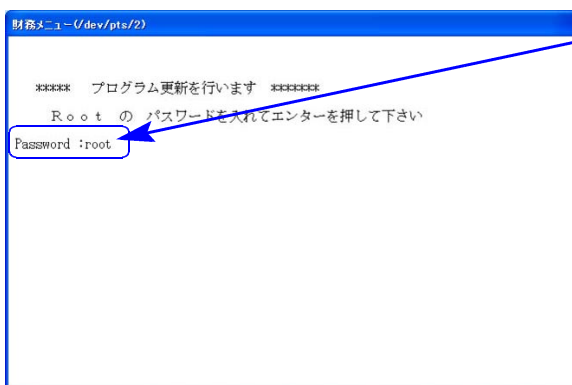 財務メニュー(/dev/pts/2)
***** プログラム更新を行います *******
Root の パスワードを入れてエンターを押して下さい
Password :root